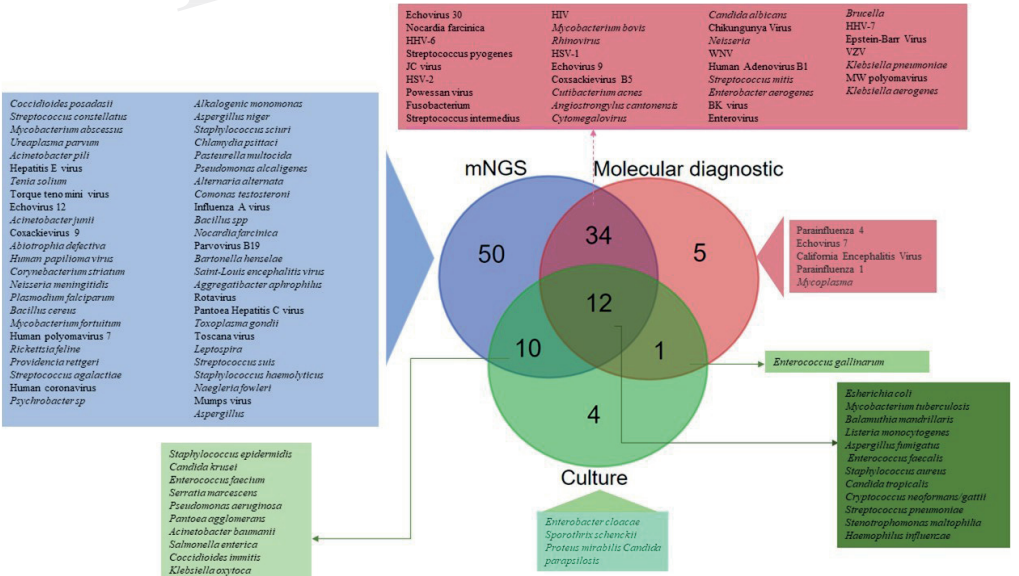 Echovirus 30
Nocardia farcinica
HHV-6
Streptococcus pyogenes
JC virus
HSV-2
Powessan virus
Fusobacterium
Streptococcus intermedius
HIV
Mycobacterium bovis
Rhinovirus
HSV-1
Echovirus 9
Coxsackievirus B5
Cutibacterium acnes
Angiostrongylus cantonensis
Cytomegalovirus
Candida albicans
Chikungunya Virus
Neisseria
WNV
Human Adenovirus B1
Streptococcus mitis
Enterobacter aerogenes
BK virus
Enterovirus
Brucella
HHV-7
Epstein-Barr Virus
VZV
Klebsiella pneumoniae
MW polyomavirus
Klebsiella aerogenes
Coccidioides posadasii
Streptococcus constellatus
Mycobacterium abscessus
Ureaplasma parvum
Acinetobacter pili
Hepatitis E virus
Tenia solium
Torque teno mini virus
Echovirus 12
Acinetobacter junii
Coxackievirus 9
Abiotrophia defectiva
Human papilioma virus
Corynebacterium striatum
Neisseria meningitidis
Plasmodium falciparum
Bacillus cereus
Mycobacterium fortuitum
Human polyomavirus 7
Rickettsia feline
Providencia rettgeri
Streptococcus agalactiae
Human coronavirus
Psychrobacter sp
Alkalogenic monomonas
Aspergillus niger
Staphylococcus sciuri
Chlamydia psittaci
Pasteurella multocida
Pseudomonas alcaligenes
Alternaria alternata
Comonas testosteroni
Influenza A virus
Bacillus spp
Nocardia farcinica
Parvovirus B19
Bartonella henselae
Saint-Louis encephalitis virus
Aggregatibacter aphrophilus
Rotavirus
Pantoea Hepatitis C virus
Toxoplasma gondii
Toscana virus
Leptospira
Streptococcus suis
Staphylococcus haemolyticus
Naegleria fowleri
Mumps virus
Aspergillus
mNGS
Molecular diagnostic
50
34
5
12
10
1
4
Culture
Parainfluenza 4
Echovirus 7
California Encephalitis Virus
Parainfluenza 1
Mycoplasma
Enterococcus gallinarum
Esherichia coli
Mycobacterium tuberculosis
Balamuthia mandrillaris
Listeria monocytogenes
Aspergillus fumigatus
Enterococcus faecalis
Staphylococcus aureus
Candida tropicalis
Cryptococcus neoformans/gattii
Streptococcus pneumoniae
Stenotrophomonas maltophilia
Haemophilus influenzae
Staphylococcus epidermidis
Candida krusei
Enterococcus faecium
Serratia marcescens
Pseudomonas aeruginosa
Pantoea agglomerans
Acinetobacter baumanii
Salmonella enterica
Coccidioides immitis
Klebsiella oxytoca
Enterobacter cloacae
Sporothrix schenckii
Proteus mirabilis Candida
parapsilosis